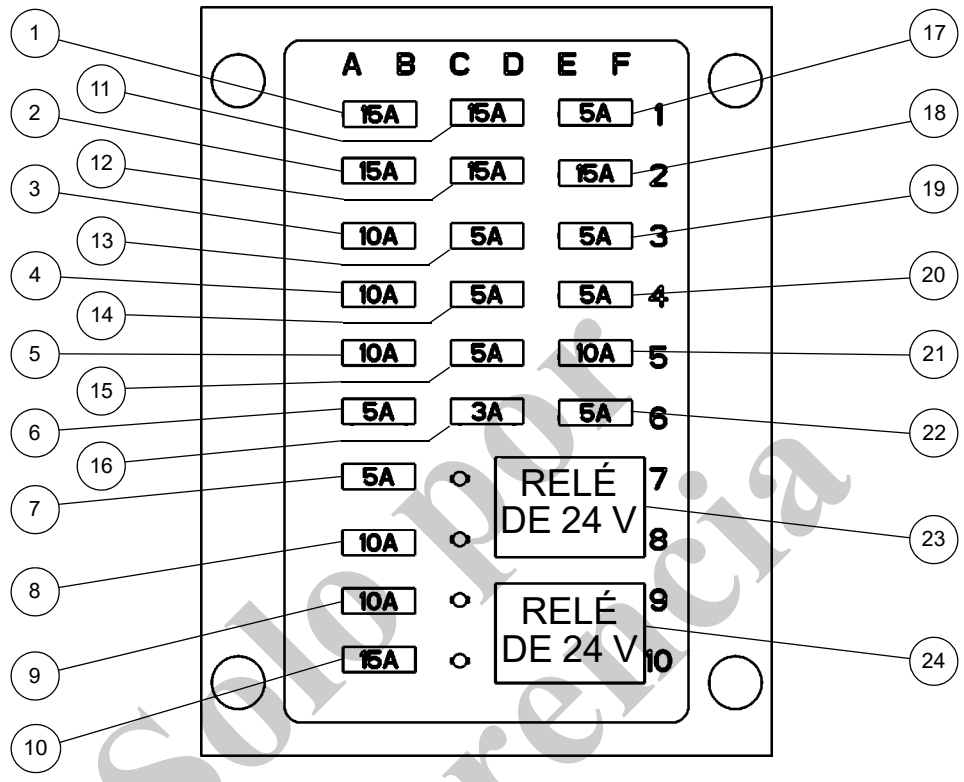 1 17
A B C D E F
11
15A 15A 5A 1
2 18
12
15A 15A 15A 2
3 19
10A 5A 5A 3
13
4 20
10A 5A 5A 4
14
5 21
10A 5A 10A 5
15
5A 3A 5A 6
6 22
16
5A RELÉ 7
7
DE 24 V
10A 8
23
8
10A RELÉ 9
DE 24 V
15A 10
9 24
10
Solo por
referencia